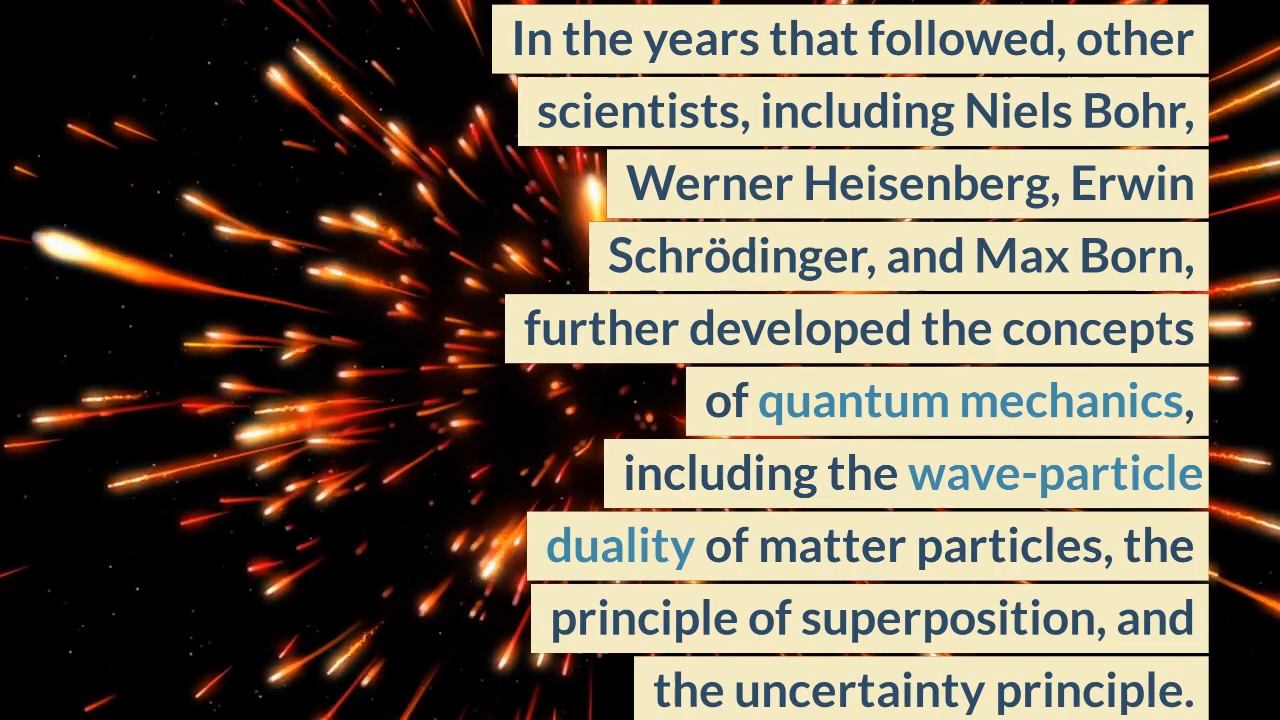 In the years that followed, other
scientists, including Niels Bohr,
Werner Heisenberg, Erwin
Schrödinger, and Max Born,
further developed the concepts
of quantum mechanics,
including the wave-particle
duality of matter particles, the
principle of superposition, and
the uncertainty principle.